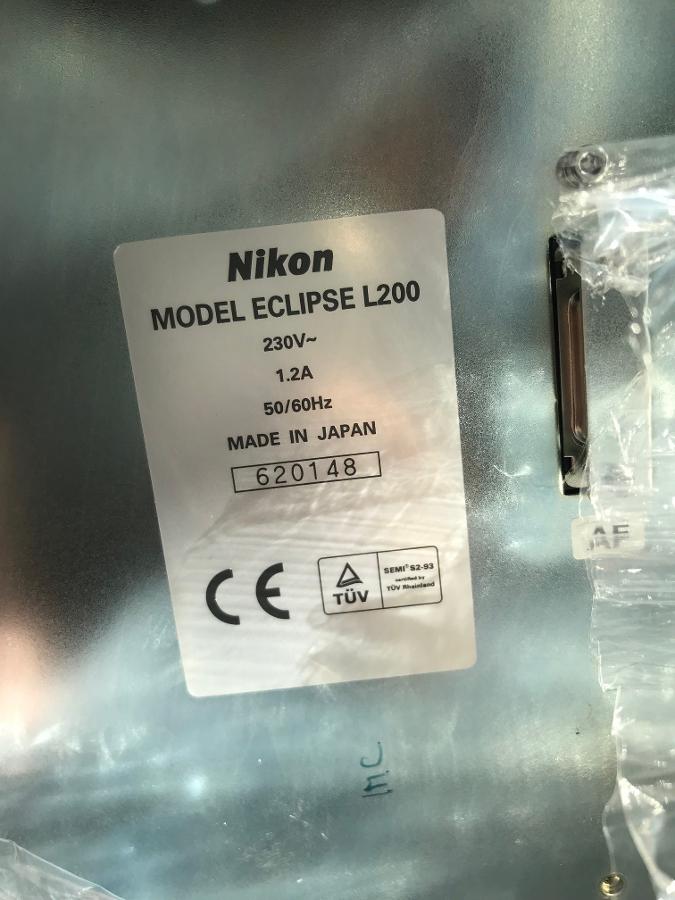 Nikon
MODEL ECLIPSE L200
230V~
1.2A
50/60Hz
MADE IN JAPAN
620148
CE
TÜV
SEMI® S2-93
certified by
TÜV Rheinland
AF